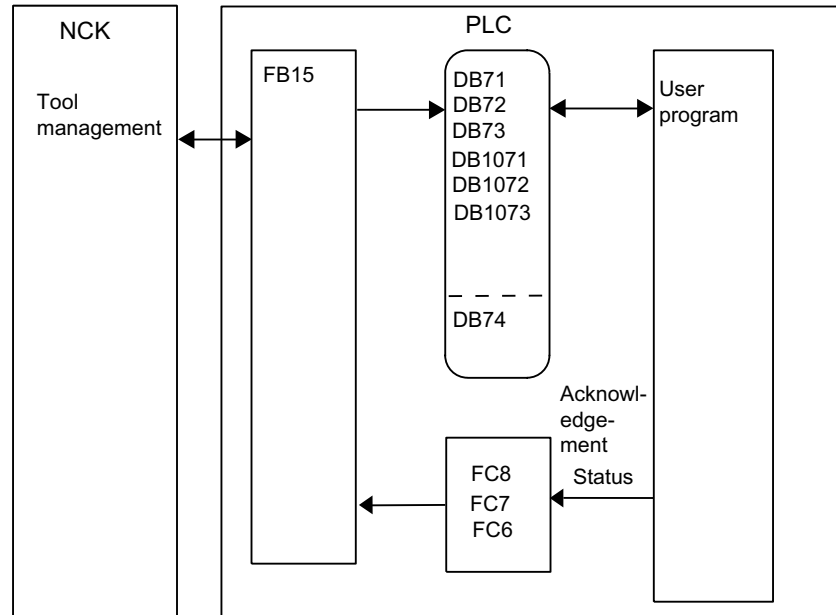 NCK
Tool
management
PLC
FB15
DB71
DB72
DB73
DB1071
DB1072
DB1073
DB74
User
program
Acknowl-
edge-
ment
Status
FC8
FC7
FC6